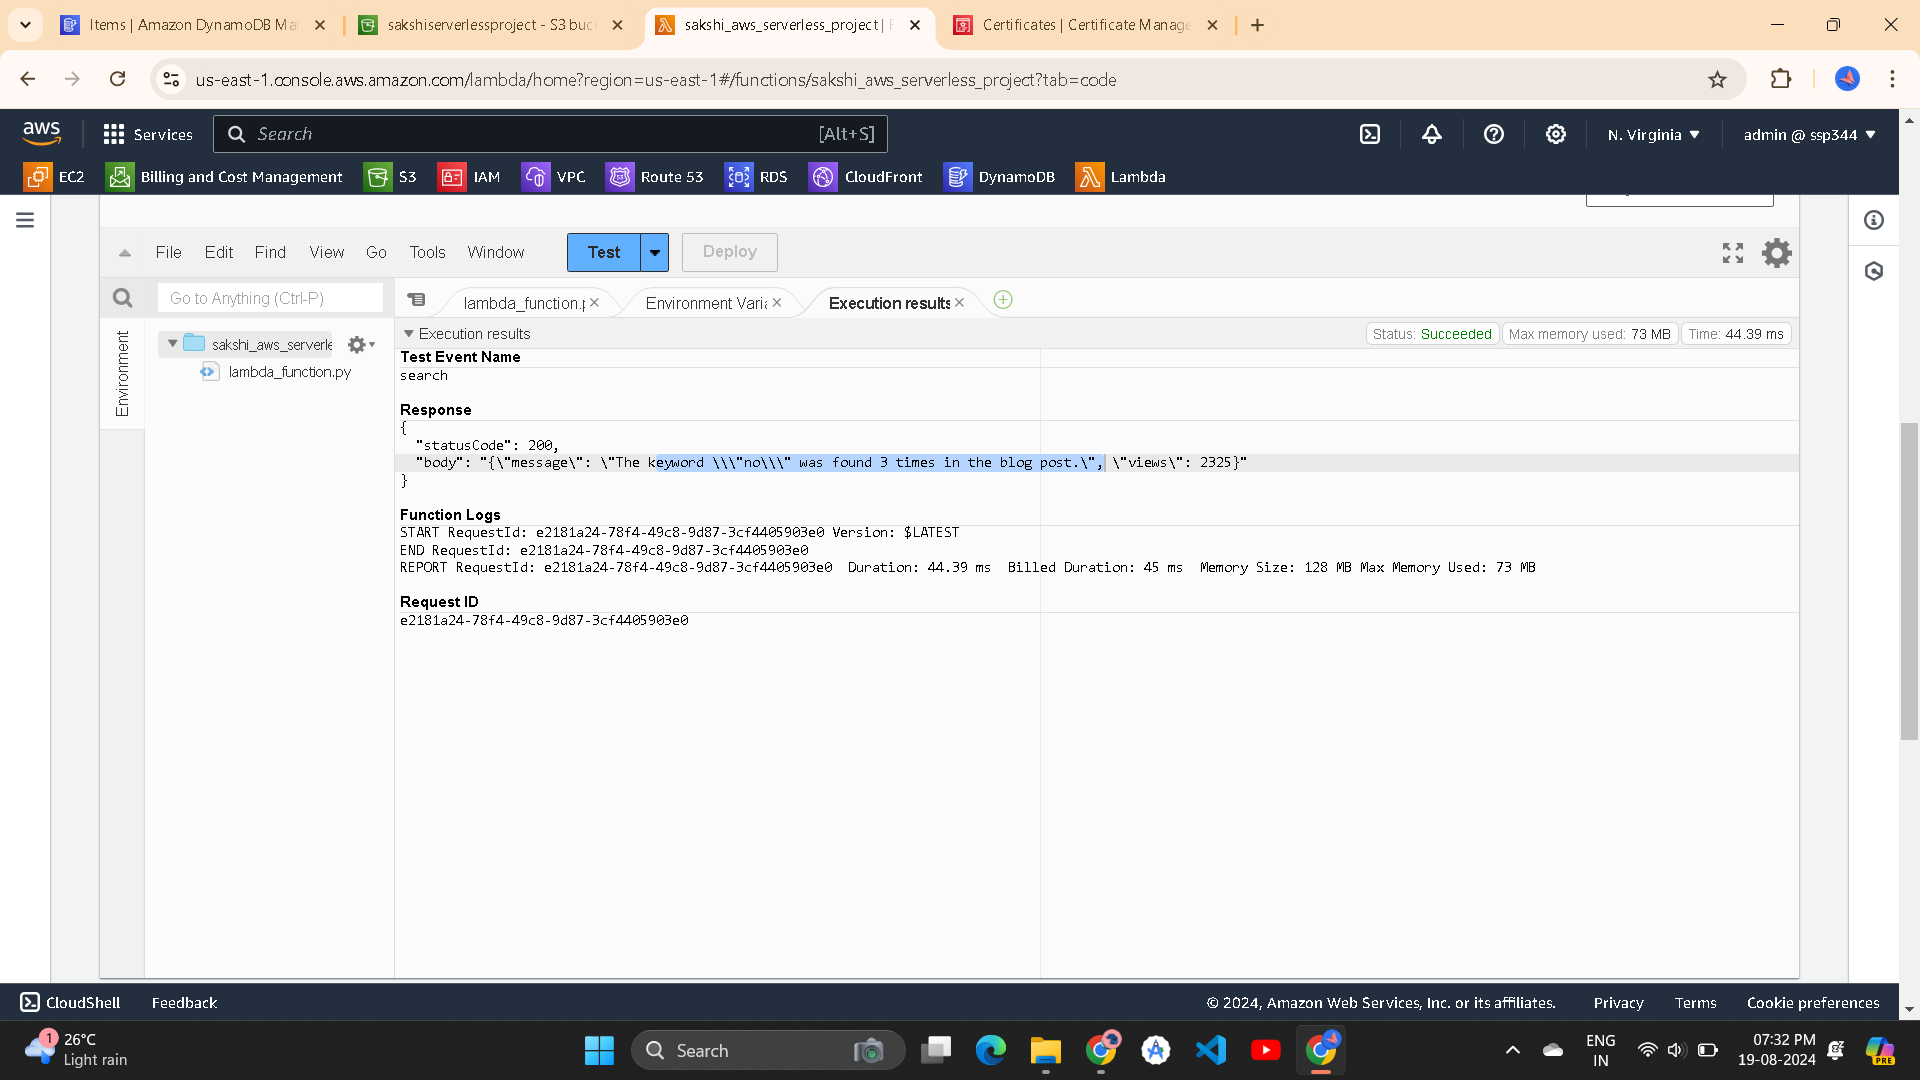 Items | Amazon DynamoDB Ma
sakshiserverlessproject - S3 buc
sakshi_aws_serverless_project | F
Certificates | Certificate Manage
us-east-1.console.aws.amazon.com/lambda/home?region=us-east-1#/functions/sakshi_aws_serverless_project?tab=code
aws
Services
Search
[Alt+S]
N. Virginia
admin @ ssp344
EC2
Billing and Cost Management
S3
IAM
VPC
Route 53
RDS
CloudFront
DynamoDB
Lambda
File Edit Find View Go Tools Window
Test
Deploy
Go to Anything (Ctrl-P)
lambda_function.p
Environment Varia
Execution results
Environment
sakshi_aws_serverle
lambda_function.py
Execution results
Status: Succeeded
Max memory used: 73 MB
Time: 44.39 ms
Test Event Name
search
Response
{
"statusCode": 200,
"body": "{\"message\": \"The keyword \\\"no\\\" was found 3 times in the blog post.\", \"views\": 2325}"
}
Function Logs
START RequestId: e2181a24-78f4-49c8-9d87-3cf4405903e0 Version: $LATEST
END RequestId: e2181a24-78f4-49c8-9d87-3cf4405903e0
REPORT RequestId: e2181a24-78f4-49c8-9d87-3cf4405903e0 Duration: 44.39 ms Billed Duration: 45 ms Memory Size: 128 MB Max Memory Used: 73 MB
Request ID
e2181a24-78f4-49c8-9d87-3cf4405903e0
CloudShell
Feedback
© 2024, Amazon Web Services, Inc. or its affiliates.
Privacy
Terms
Cookie preferences
1
26°C
Light rain
Search
ENG
IN
07:32 PM
19-08-2024
PRE